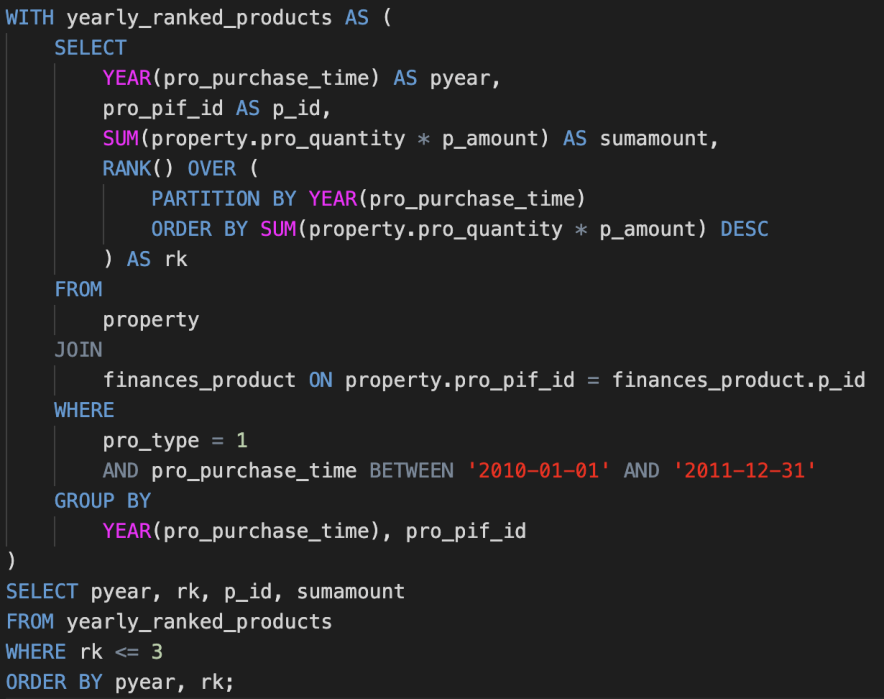 WITH yearly_ranked_products AS (
    SELECT
        YEAR(pro_purchase_time) AS pyear,
        pro_pif_id AS p_id,
        SUM(property.pro_quantity * p_amount) AS sumamount,
        RANK() OVER (
            PARTITION BY YEAR(pro_purchase_time)
            ORDER BY SUM(property.pro_quantity * p_amount) DESC
        ) AS rk
    FROM
        property
    JOIN
        finances_product ON property.pro_pif_id = finances_product.p_id
    WHERE
        pro_type = 1
        AND pro_purchase_time BETWEEN '2010-01-01' AND '2011-12-31'
    GROUP BY
        YEAR(pro_purchase_time), pro_pif_id
)
SELECT pyear, rk, p_id, sumamount
FROM yearly_ranked_products
WHERE rk <= 3
ORDER BY pyear, rk;